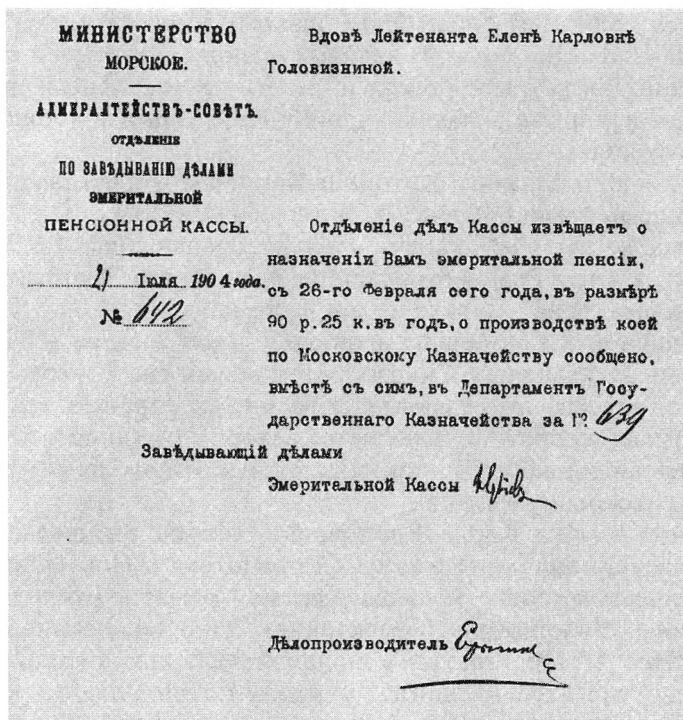 МИНИСТЕРСТВО
МОРСКОЕ.
АДМИРАЛТЕЙСТВЪ-СОВѢТЪ.
ОТДѢЛЕНІЕ
ПО ЗАВѢДЫВАНІЮ ДѢЛАМИ
ЭМЕРИТАЛЬНОЙ
ПЕНСІОННОЙ КАССЫ.
21 Іюля 1904 года.
№ 642
Вдовѣ Лейтенанта Еленѣ Карловнѣ
Головизниной.
Отдѣленіе дѣлъ Кассы извѣщаетъ о
назначеніи Вамъ эмеритальной пенсіи,
съ 26-го Февраля сего года, въ размѣрѣ
90 р. 25 к. въ годъ, о производствѣ коей
по Московскому Казначейству сообщено,
вмѣстѣ съ симъ, въ Департаментъ Госу-
дарственнаго Казначейства за № 639
Завѣдывающій дѣлами
Эмеритальной Кассы
Дѣлопроизводитель